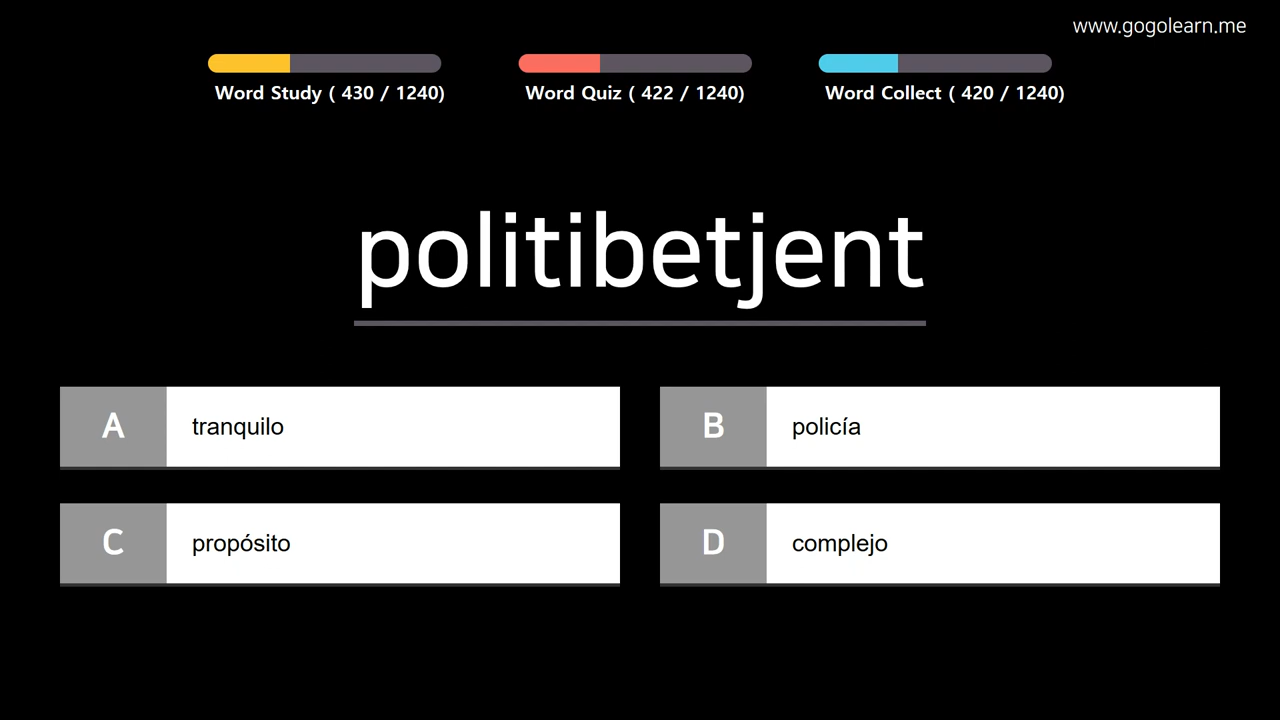 www.gogolearn.me
Word Study ( 430 / 1240)
Word Quiz ( 422 / 1240)
Word Collect ( 420 / 1240)
politibetjent
A tranquilo
B policía
C propósito
D complejo